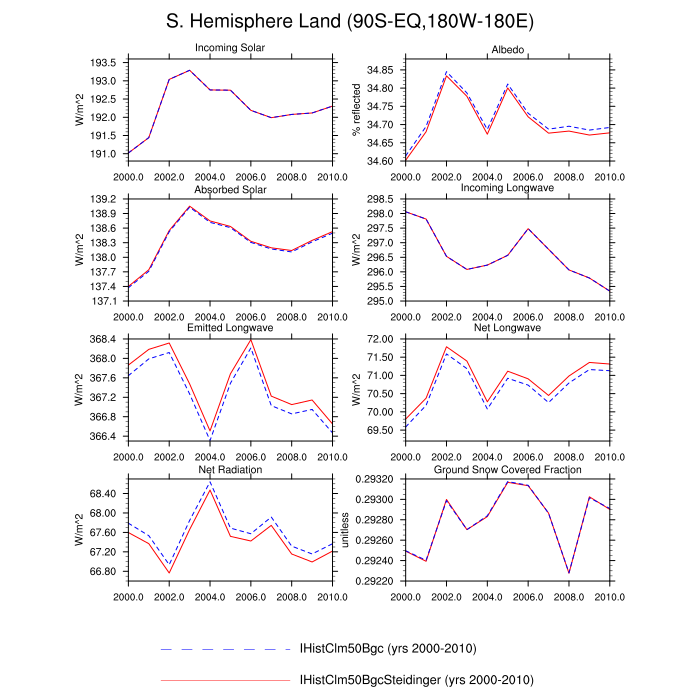 S. Hemisphere Land (90S-EQ,180W-180E)
Incoming Solar
W/m^2
193.5
193.0
192.5
192.0
191.5
191.0
2000.0 2002.0 2004.0 2006.0 2008.0 2010.0
Albedo
% reflected
34.85
34.80
34.75
34.70
34.65
34.60
2000.0 2002.0 2004.0 2006.0 2008.0 2010.0
Absorbed Solar
W/m^2
139.2
138.9
138.6
138.3
138.0
137.7
137.4
137.1
2000.0 2002.0 2004.0 2006.0 2008.0 2010.0
Incoming Longwave
W/m^2
298.5
298.0
297.5
297.0
296.5
296.0
295.5
295.0
2000.0 2002.0 2004.0 2006.0 2008.0 2010.0
Emitted Longwave
W/m^2
368.4
368.0
367.6
367.2
366.8
366.4
2000.0 2002.0 2004.0 2006.0 2008.0 2010.0
Net Longwave
W/m^2
72.00
71.50
71.00
70.50
70.00
69.50
2000.0 2002.0 2004.0 2006.0 2008.0 2010.0
Net Radiation
W/m^2
68.40
68.00
67.60
67.20
66.80
2000.0 2002.0 2004.0 2006.0 2008.0 2010.0
Ground Snow Covered Fraction
unitless
0.29320
0.29300
0.29280
0.29260
0.29240
0.29220
2000.0 2002.0 2004.0 2006.0 2008.0 2010.0
IHistClm50Bgc (yrs 2000-2010)
IHistClm50BgcSteidinger (yrs 2000-2010)